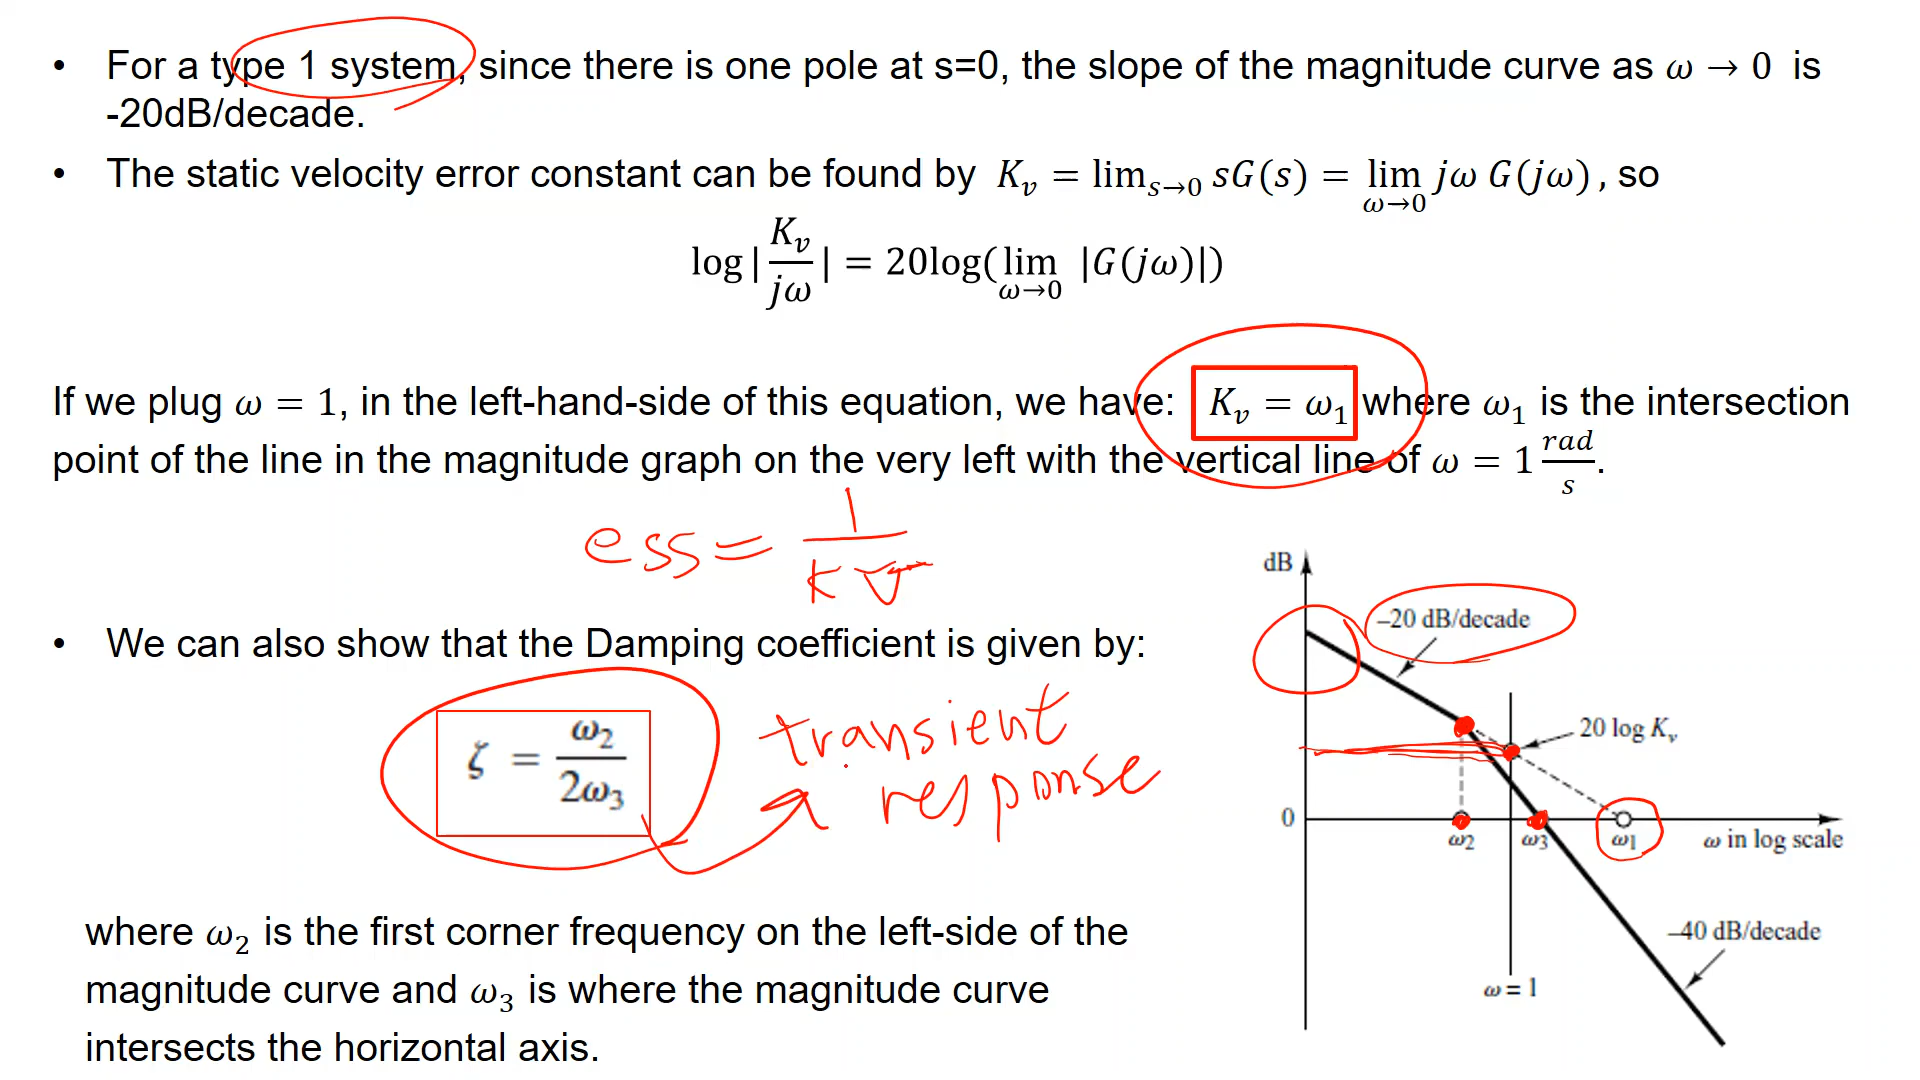 • For a type 1 system, since there is one pole at s=0, the slope of the magnitude curve as ω → 0 is
-20dB/decade.
• The static velocity error constant can be found by K_v = lim_{s→0} sG(s) = lim_{ω→0} jω G(jω), so
log|K_v/jω| = 20log(lim_{ω→0} |G(jω)|)
If we plug ω = 1, in the left-hand-side of this equation, we have: K_v = ω₁ where ω₁ is the intersection
point of the line in the magnitude graph on the very left with the vertical line of ω = 1 rad/s.
ess = 1/Kv
• We can also show that the Damping coefficient is given by:
ζ = ω₂/2ω₃
transient
response
where ω₂ is the first corner frequency on the left-side of the
magnitude curve and ω₃ is where the magnitude curve
intersects the horizontal axis.
dB
–20 dB/decade
20 log K_v
0
ω2 ω3 ω1 ω in log scale
–40 dB/decade
ω = 1